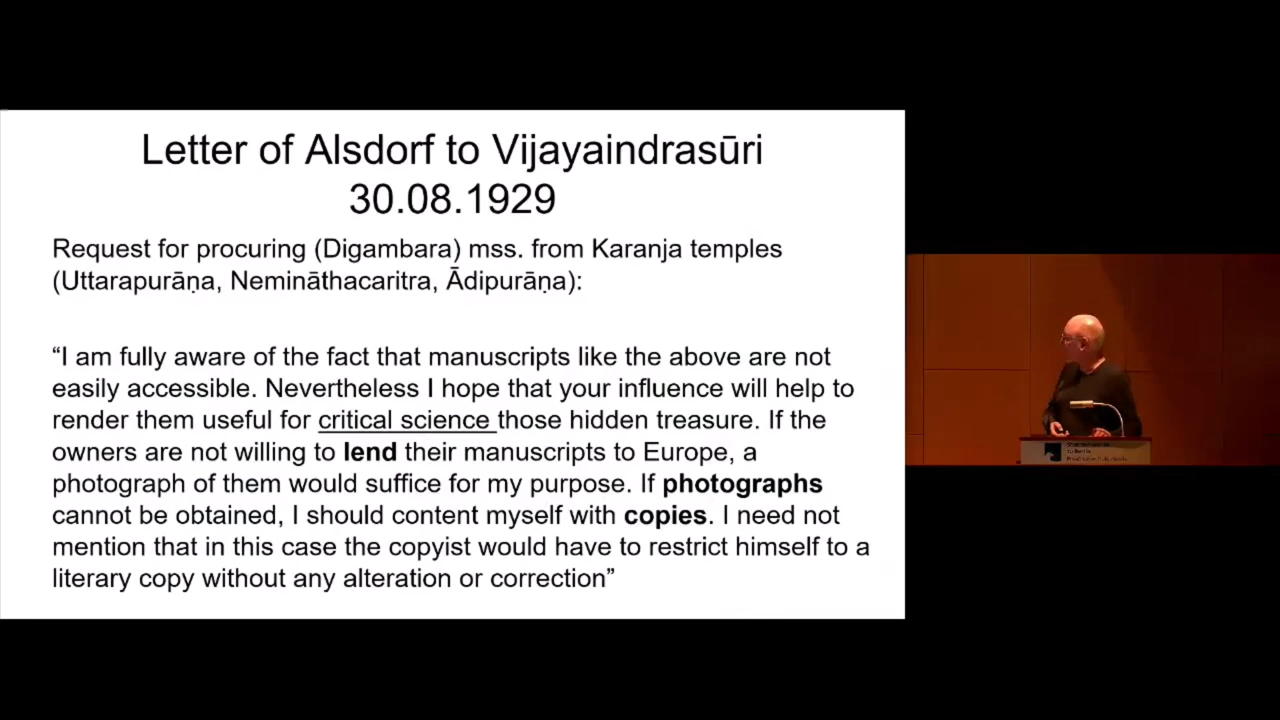 Letter of Alsdorf to Vijayaindrasūri
30.08.1929
Request for procuring (Digambara) mss. from Karanja temples
(Uttarapurāṇa, Nemināthacaritra, Ādipurāṇa):
“I am fully aware of the fact that manuscripts like the above are not
easily accessible. Nevertheless I hope that your influence will help to
render them useful for critical science those hidden treasure. If the
owners are not willing to lend their manuscripts to Europe, a
photograph of them would suffice for my purpose. If photographs
cannot be obtained, I should content myself with copies. I need not
mention that in this case the copyist would have to restrict himself to a
literary copy without any alteration or correction”